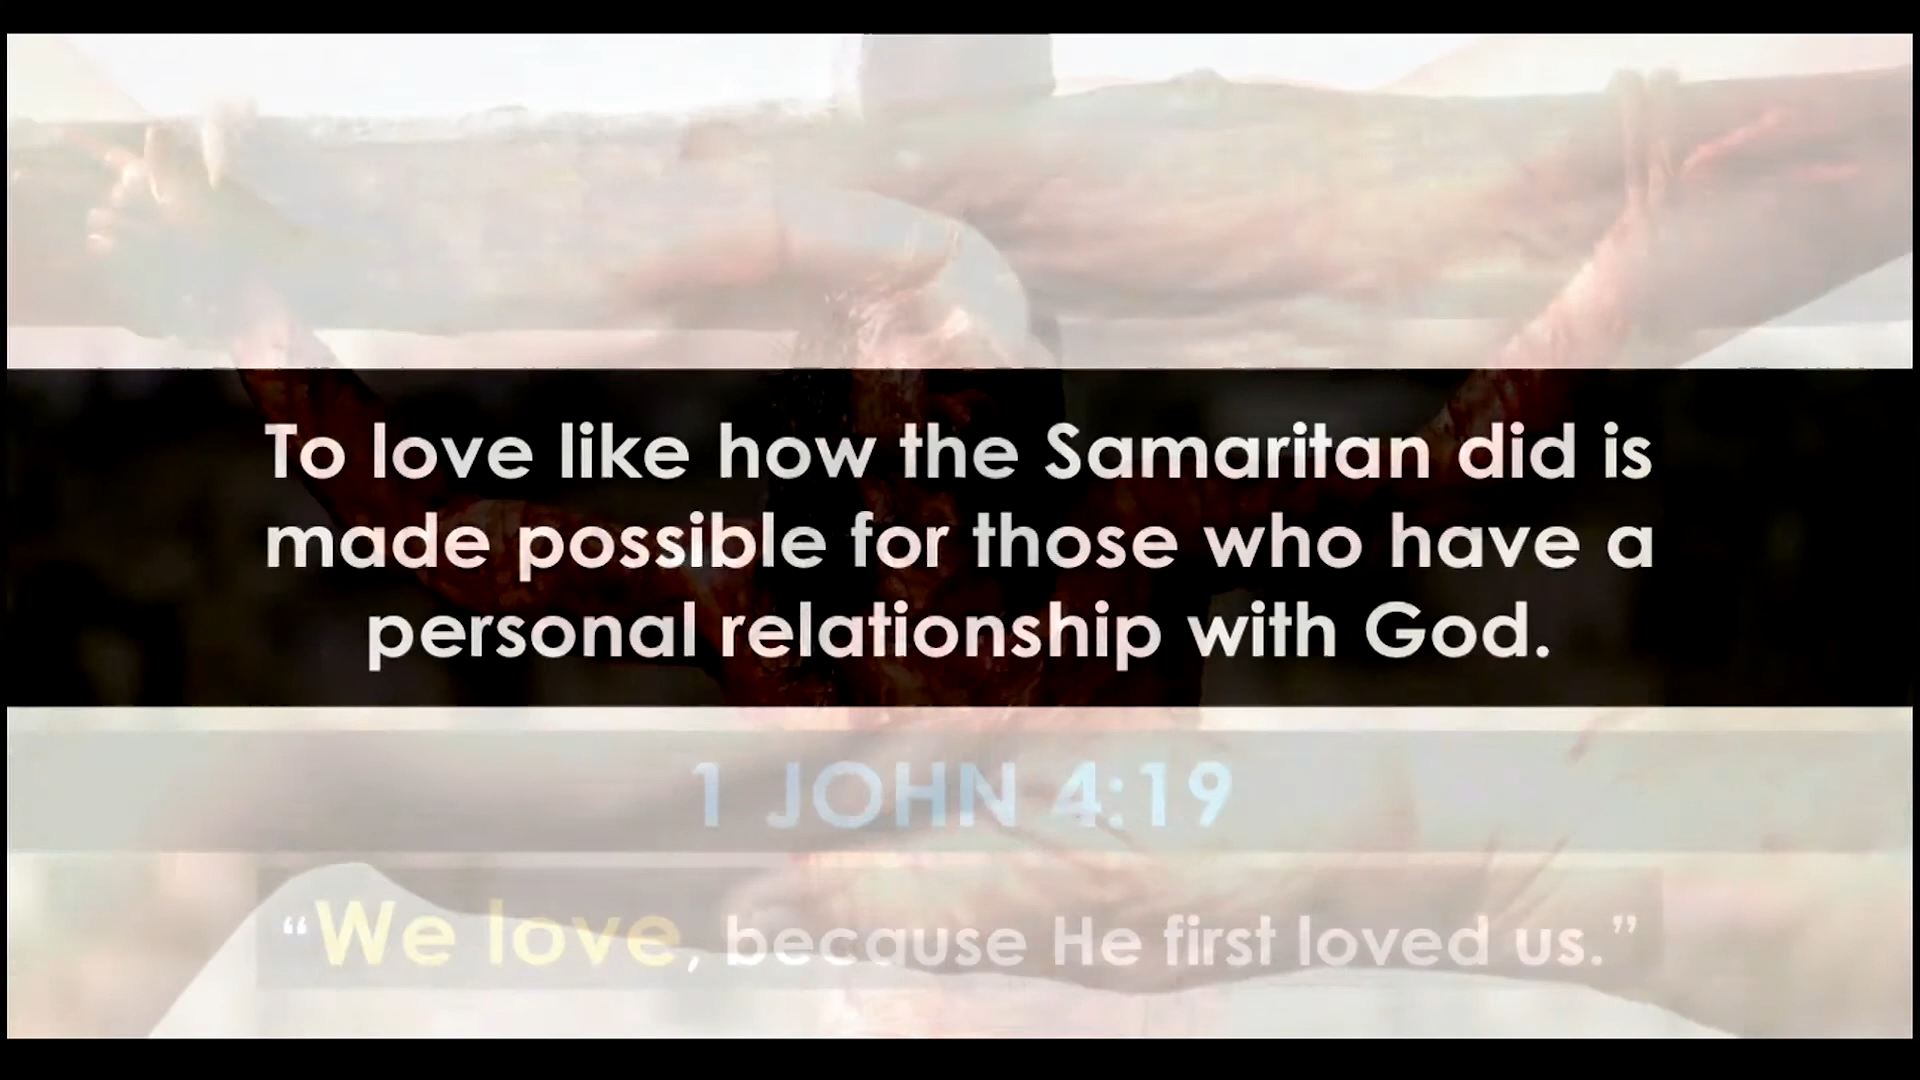 To love like how the Samaritan did is
made possible for those who have a
personal relationship with God.
1 JOHN 4:19
“We love, because He first loved us.”